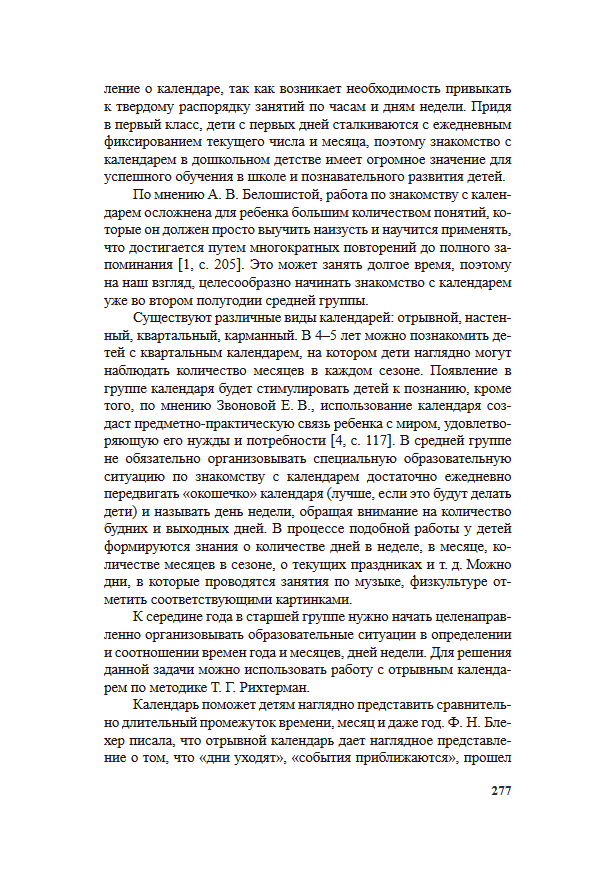 ление о календаре, так как возникает необходимость привыкать
к твердому распорядку занятий по часам и дням недели. Придя
в первый класс, дети с первых дней сталкиваются с ежедневным
фиксированием текущего числа и месяца, поэтому знакомство с
календарем в дошкольном детстве имеет огромное значение для
успешного обучения в школе и познавательного развития детей.
По мнению А. В. Белошистой, работа по знакомству с кален-
дарем осложнена для ребенка большим количеством понятий, ко-
торые он должен просто выучить наизусть и научится применять,
что достигается путем многократных повторений до полного за-
поминания [1, с. 205]. Это может занять долгое время, поэтому
на наш взгляд, целесообразно начинать знакомство с календарем
уже во втором полугодии средней группы.
Существуют различные виды календарей: отрывной, настен-
ный, квартальный, карманный. В 4–5 лет можно познакомить де-
тей с квартальным календарем, на котором дети наглядно могут
наблюдать количество месяцев в каждом сезоне. Появление в
группе календаря будет стимулировать детей к познанию, кроме
того, по мнению Звоновой Е. В., использование календаря соз-
даст предметно-практическую связь ребенка с миром, удовлетво-
ряющую его нужды и потребности [4, с. 117]. В средней группе
не обязательно организовывать специальную образовательную
ситуацию по знакомству с календарем достаточно ежедневно
передвигать «окошечко» календаря (лучше, если это будут делать
дети) и называть день недели, обращая внимание на количество
будних и выходных дней. В процессе подобной работы у детей
формируются знания о количестве дней в неделе, в месяце, ко-
личестве месяцев в сезоне, о текущих праздниках и т. д. Можно
дни, в которые проводятся занятия по музыке, физкультуре от-
метить соответствующими картинками.
К середине года в старшей группе нужно начать целенаправ-
ленно организовывать образовательные ситуации в определении
и соотношении времен года и месяцев, дней недели. Для решения
данной задачи можно использовать работу с отрывным календа-
рем по методике Т. Г. Рихтерман.
Календарь поможет детям наглядно представить сравнитель-
но длительный промежуток времени, месяц и даже год. Ф. Н. Бле-
хер писала, что отрывной календарь дает наглядное представле-
ние о том, что «дни уходят», «события приближаются», прошел
277